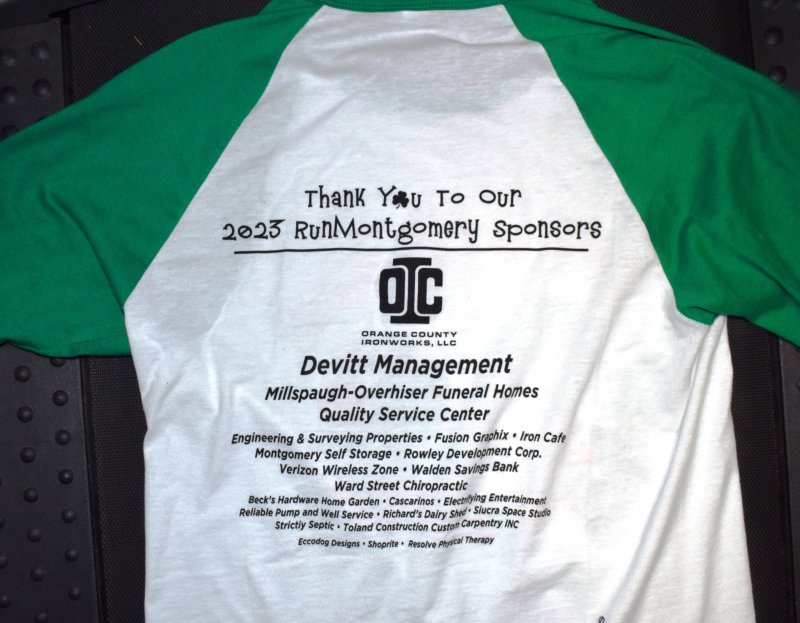 Thank You To Our
2023 RunMontgomery Sponsors
OIC
ORANGE COUNTY
IRONWORKS, LLC
Devitt Management
Millspaugh-Overhiser Funeral Homes
Quality Service Center
Engineering & Surveying Properties • Fusion Graphix • Iron Cafe
Montgomery Self Storage • Rowley Development Corp.
Verizon Wireless Zone • Walden Savings Bank
Ward Street Chiropractic
Beck's Hardware Home Garden • Cascarinos • Electrifying Entertainment
Reliable Pump and Well Service • Richard's Dairy Shed • Siucra Space Studio
Strictly Septic • Toland Construction Custom Carpentry INC
Eccodog Designs • Shoprite • Resolve Physical Therapy